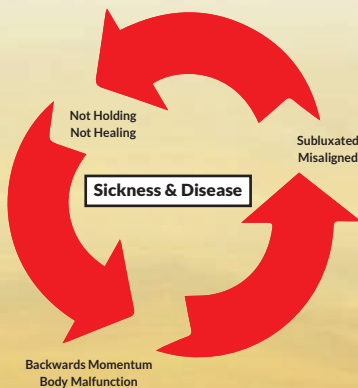 Not Holding
Not Healing
Subluxated
Misaligned
Sickness & Disease
Backwards Momentum
Body Malfunction